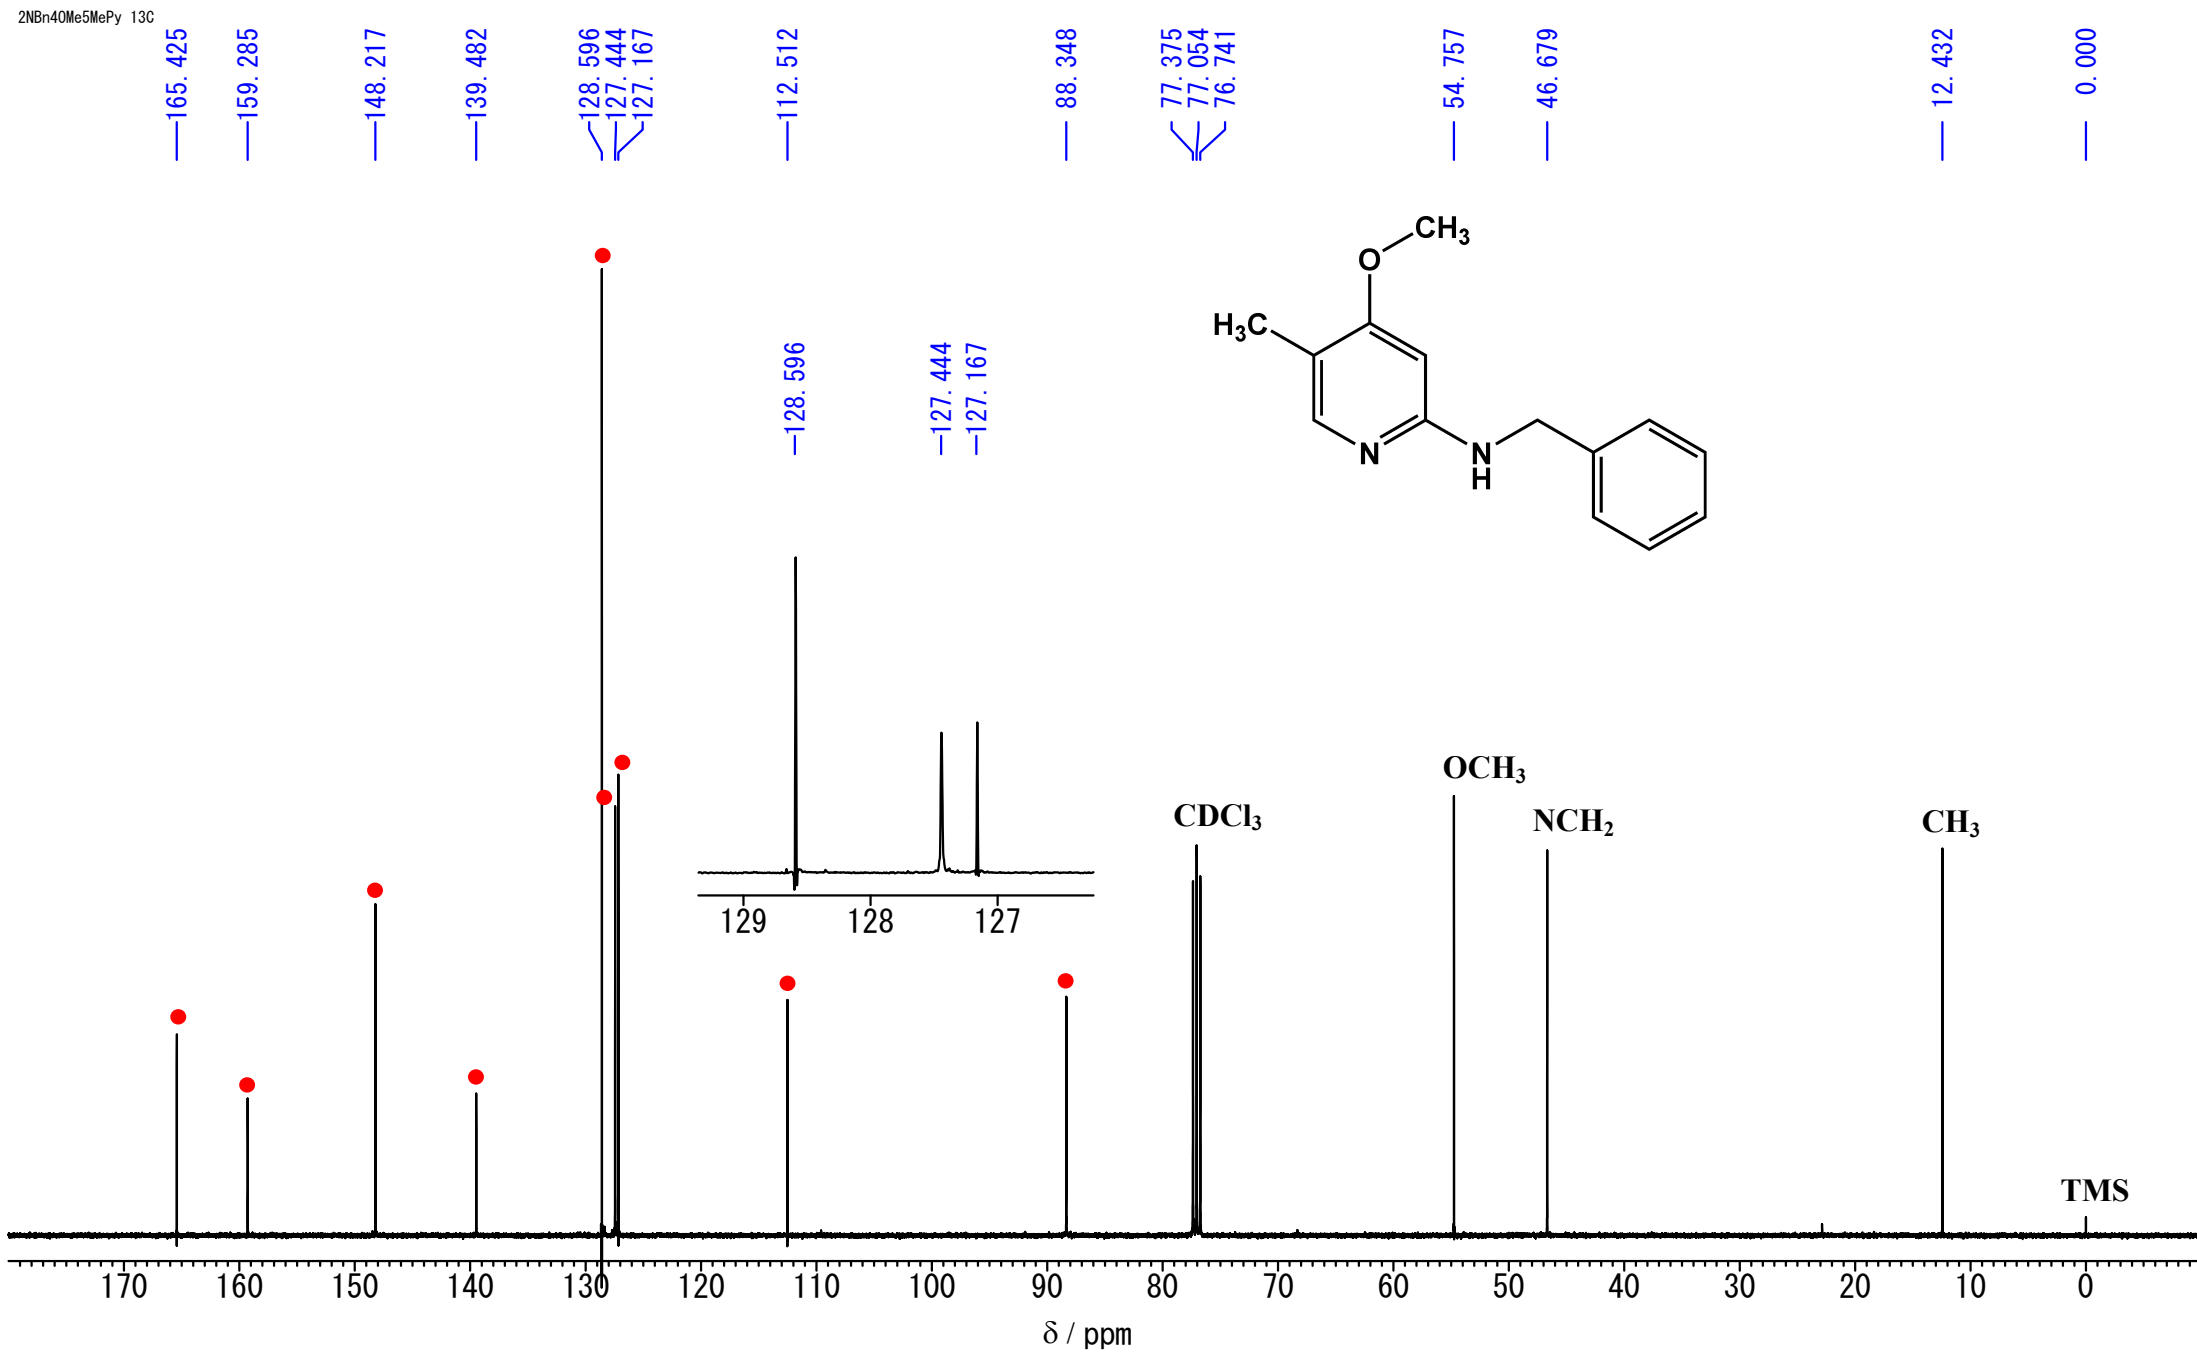 2NBn4OMe5MePy 13C
165.425
159.285
148.217
139.482
128.596
127.444
127.167
112.512
88.348
77.375
77.054
76.741
54.757
46.679
12.432
0.000
CH3
O
H3C
N
N
H
128.596
127.444
127.167
129 128 127
CDCl3
OCH3
NCH2
CH3
TMS
170 160 150 140 130 120 110 100 90 80 70 60 50 40 30 20 10 0
δ / ppm